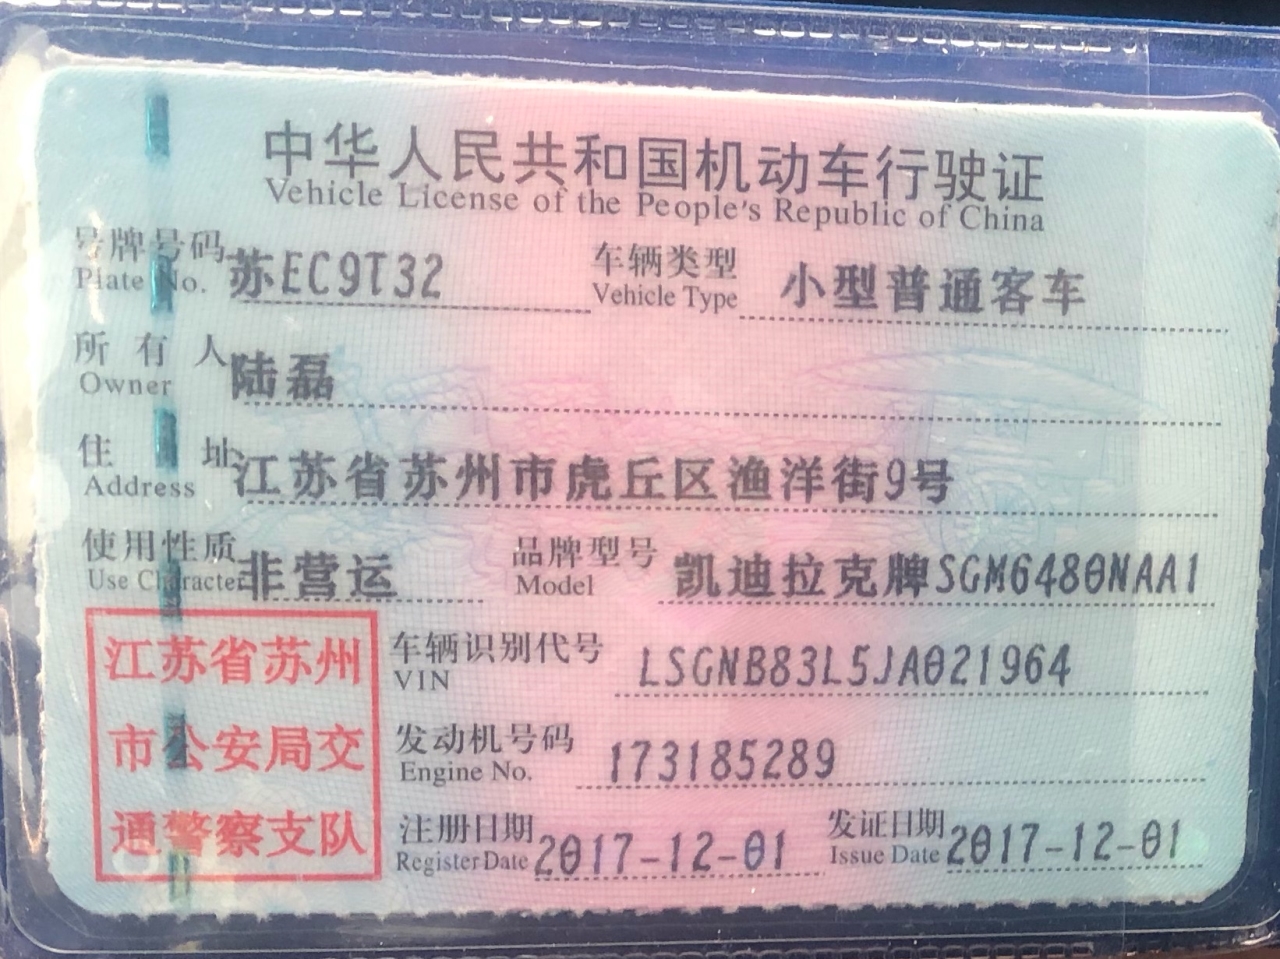 中华人民共和国机动车行驶证
Vehicle License of the People's Republic of China
号牌号码 苏EC9T32 车辆类型 小型普通客车
Plate No. Vehicle Type
所有人 陆磊
Owner
住址 江苏省苏州市虎丘区渔洋街9号
Address
使用性质 非营运 品牌型号 凯迪拉克牌SGM6480NAA1
Use Character Model
江苏省苏州
市公安局交
通警察支队
车辆识别代号 LSGNB83L5JA021964
VIN
发动机号码 173185289
Engine No.
注册日期 2017-12-01 发证日期 2017-12-01
Register Date Issue Date